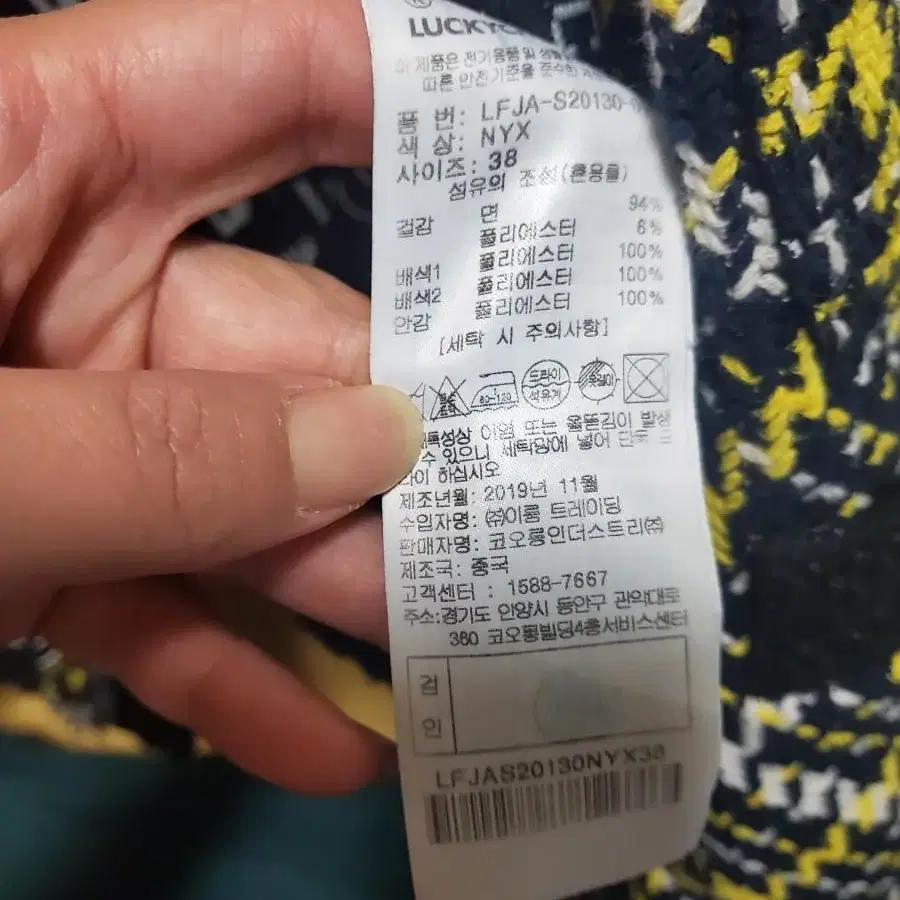 LUCKYC
이 제품은 전기용품 및 생활
따른 안전기준을 준수한
품 번: LFJA-S20130-
색 상: NYX
사이즈: 38
섬유의 조성(혼용률)
겉감 면 94%
폴리에스터 6%
배색1 폴리에스터 100%
배색2 폴리에스터 100%
안감 폴리에스터 100%
[세탁 시 주의사항]
80-120 드라이 석유계 옷걸이
특성상 이염 또는 올뜯김이 발생
수 있으니 세탁망에 넣어 단독
라이 하십시오
제조년월: 2019년 11월
수입자명: ㈜이룸 트레이딩
판매자명: 코오롱인더스트리㈜
제조국: 중국
고객센터 : 1588-7667
주소:경기도 안양시 동안구 관악대로
360 코오롱빌딩4층서비스센터
검
인
LFJAS20130NYX38